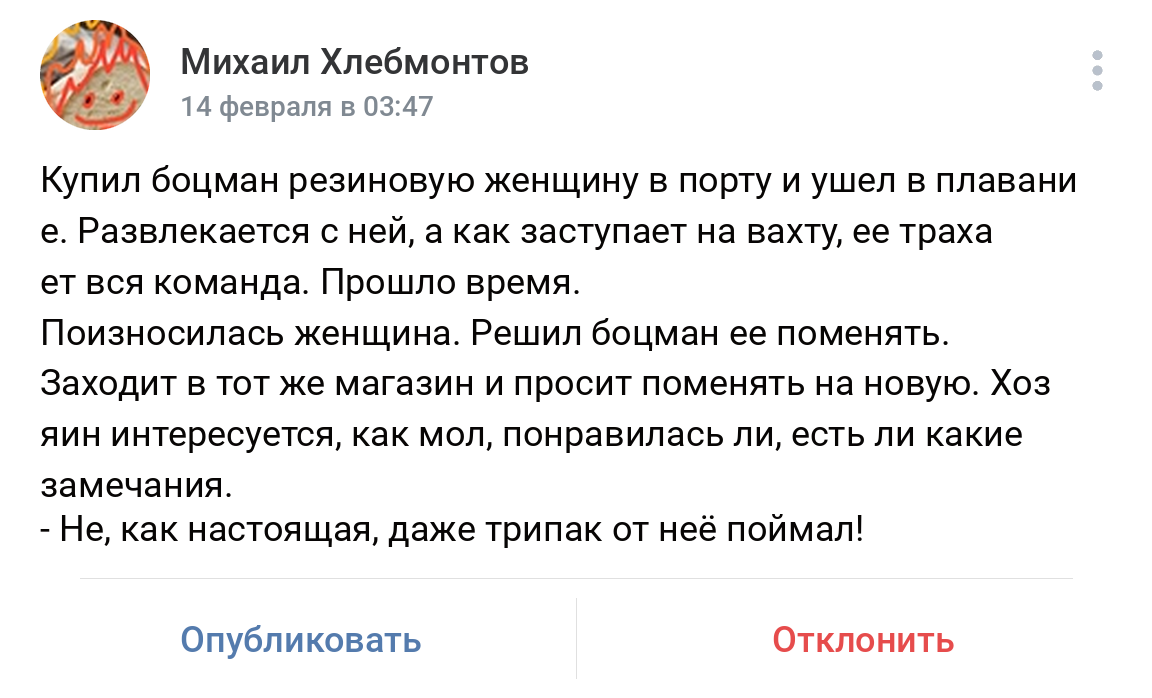 Михаил Хлебмонтов
14 февраля в 03:47
Купил боцман резиновую женщину в порту и ушел в плавани
е. Развлекается с ней, а как заступает на вахту, ее траха
ет вся команда. Прошло время.
Поизносилась женщина. Решил боцман ее поменять.
Заходит в тот же магазин и просит поменять на новую. Хоз
яин интересуется, как мол, понравилась ли, есть ли какие
замечания.
- Не, как настоящая, даже трипак от неё поймал!
Опубликовать
Отклонить